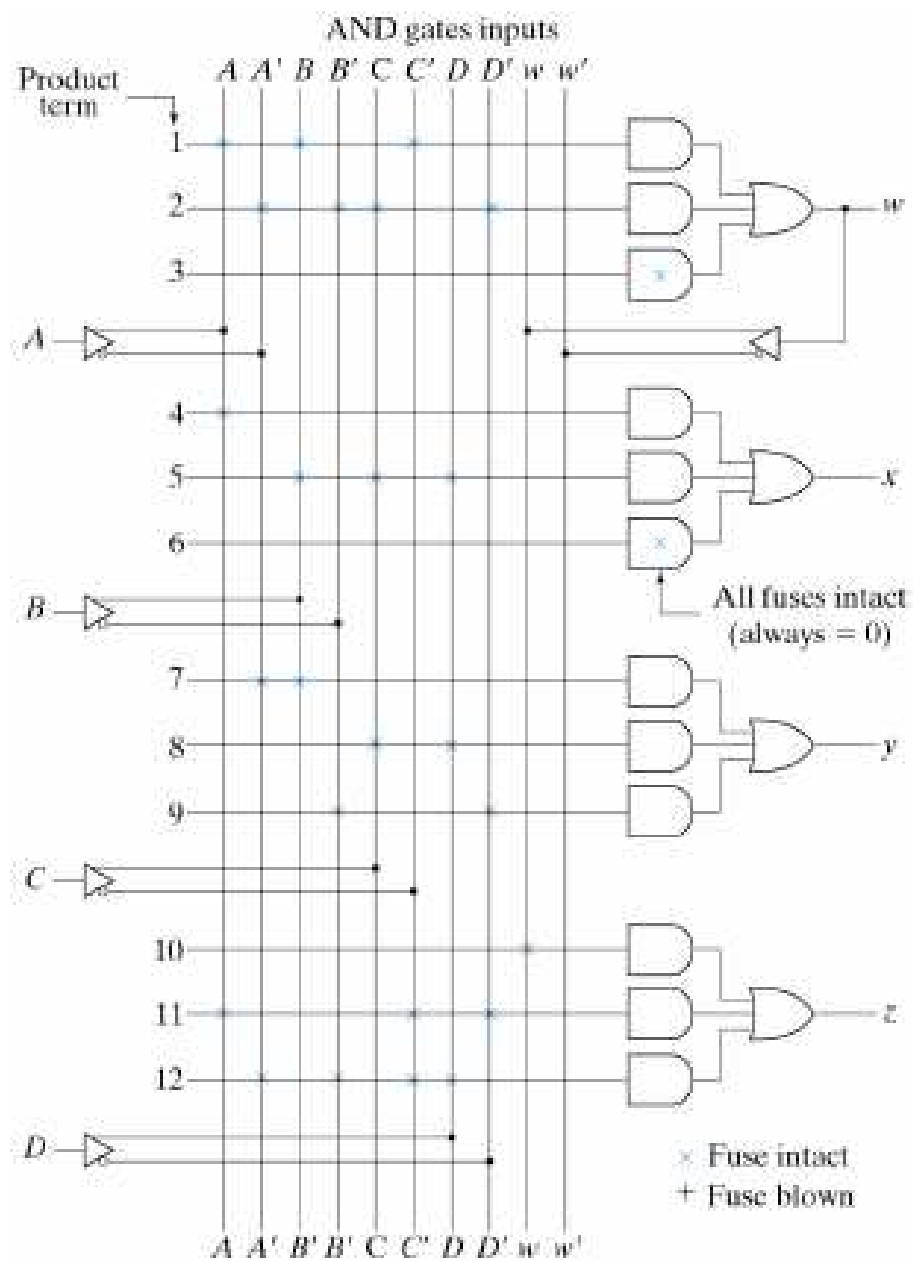 AND gates inputs
A A' B B' C C' D D' w w'
Product
term
1
2
w
3
A
4
5
x
6
All fuses intact
(always = 0)
B
7
8
y
9
C
10
11
z
12
D
× Fuse intact
+ Fuse blown
A A' B' B' C C' D D' w w'